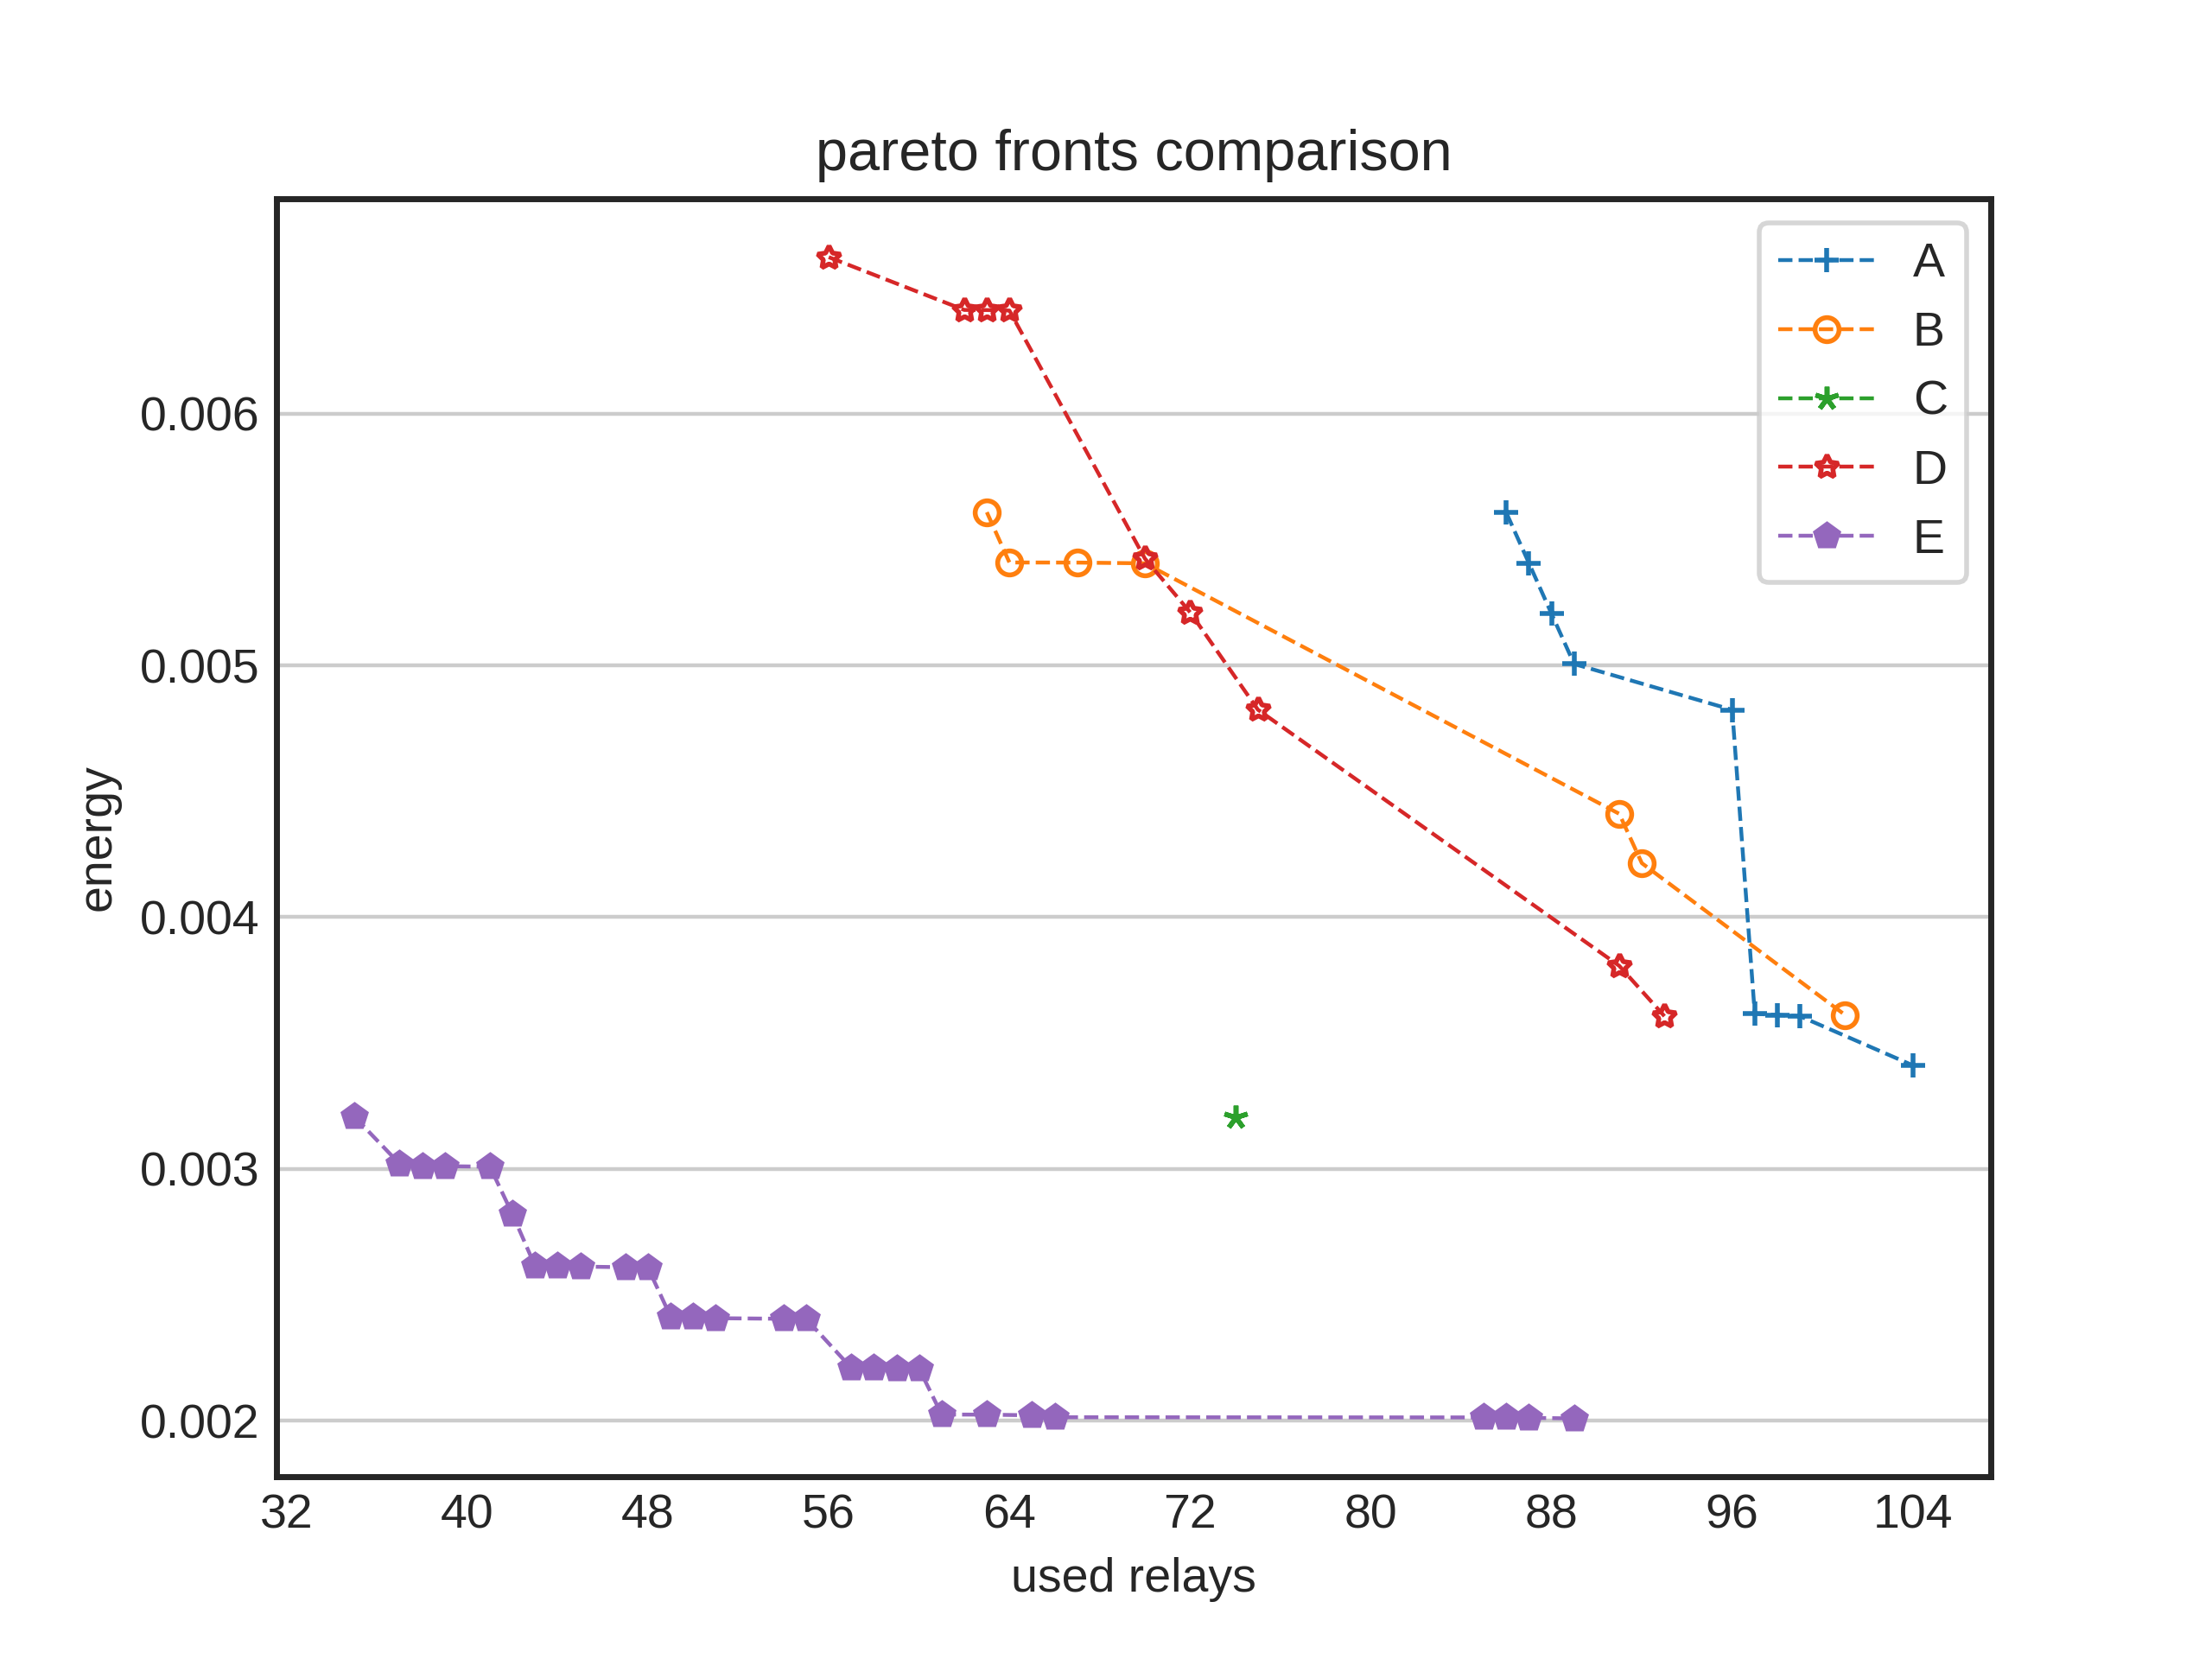 pareto fronts comparison
A
B
C
D
E
0.006
0.005
0.004
0.003
0.002
energy
32 40 48 56 64 72 80 88 96 104
used relays